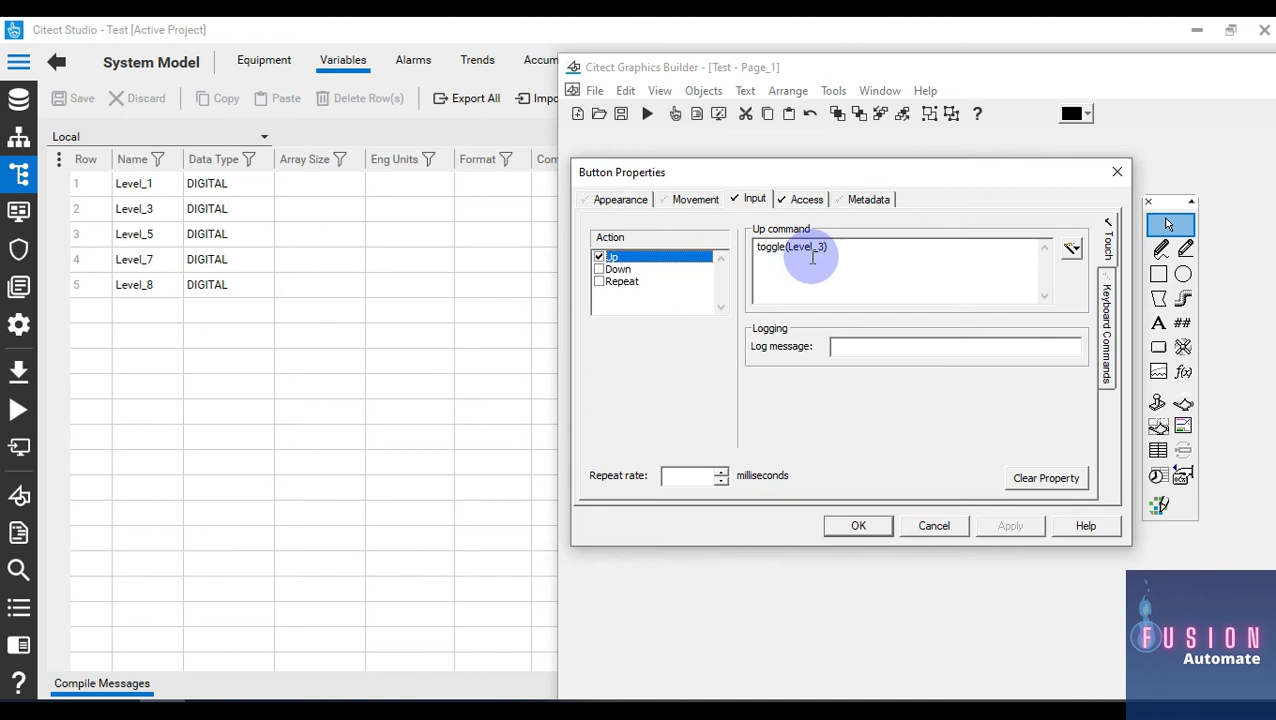 Citect Studio - Test [Active Project]
System Model
Equipment
Variables
Alarms
Trends
Accum
Save
Discard
Copy
Paste
Delete Row(s)
Export All
Impo
Local
Row Name Data Type Array Size Eng Units Format Com
1 Level_1 DIGITAL
2 Level_3 DIGITAL
3 Level_5 DIGITAL
4 Level_7 DIGITAL
5 Level_8 DIGITAL
Compile Messages
Citect Graphics Builder - [Test - Page_1]
File Edit View Objects Text Arrange Tools Window Help
Button Properties
Appearance Movement Input Access Metadata
Action
Up
Down
Repeat
Up command
toggle(Level_3)
Logging
Log message:
Touch
Keyboard Commands
Repeat rate: milliseconds
Clear Property
OK Cancel Apply Help
A ##
f(x)
FUSION
Automate